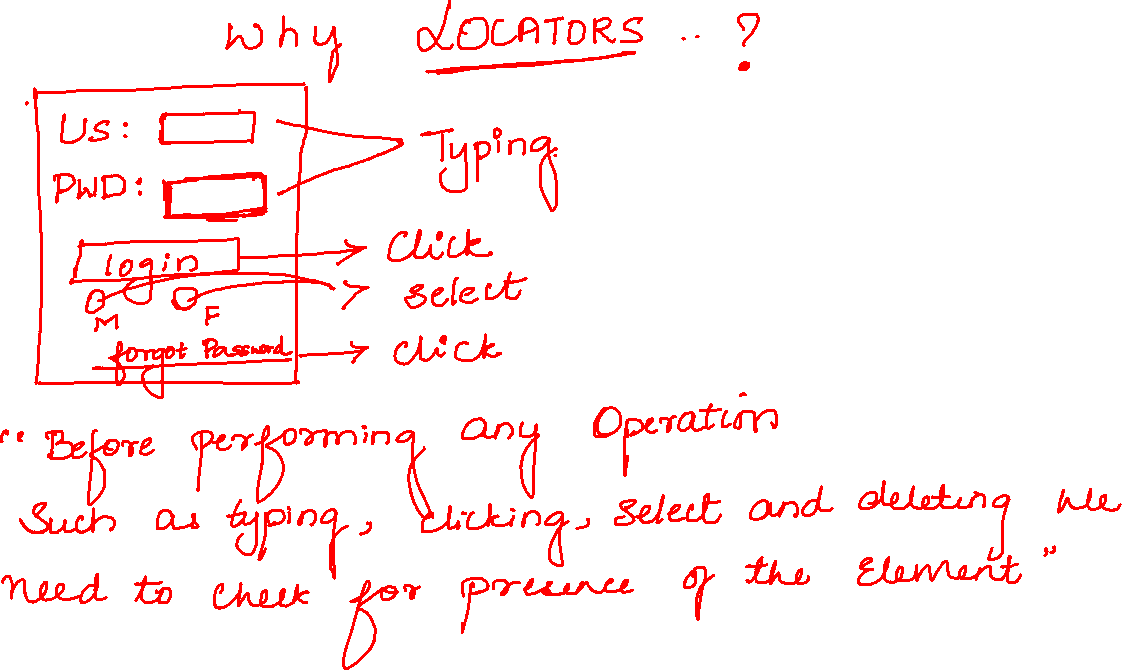 Why LOCATORS ..?
Us:
Typing
PWD:
login
Click
select
M
F
forgot Password
click
"Before performing any Operation
Such as typing, clicking, select and deleting we
need to check for presence of the Element"